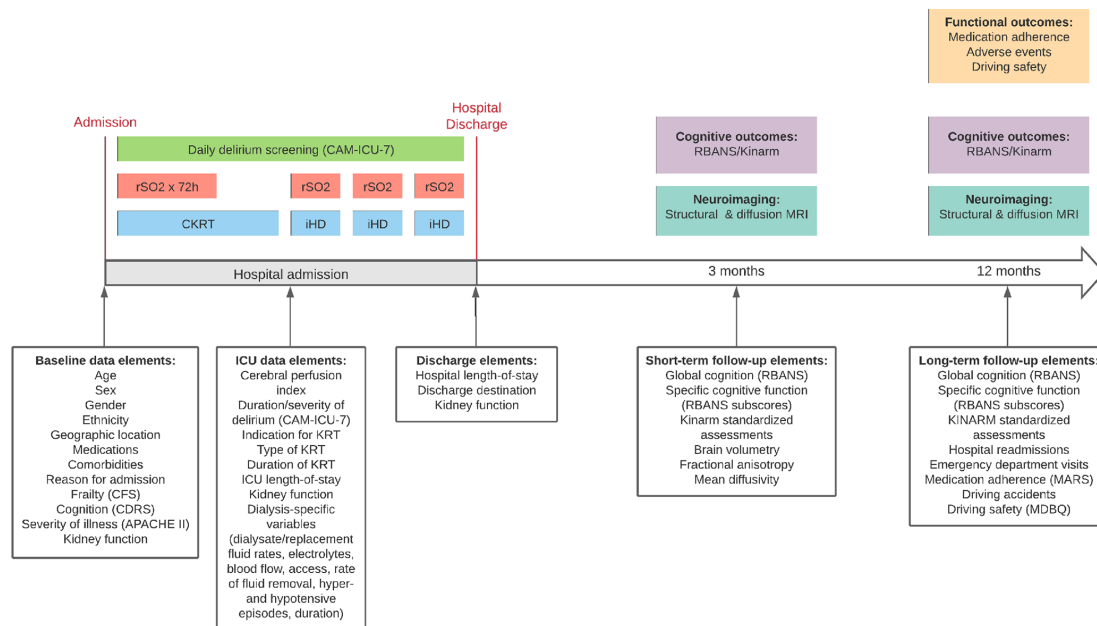 Functional outcomes:
Medication adherence
Adverse events
Driving safety
Admission
Hospital
Discharge
Daily delirium screening (CAM-ICU-7)
Cognitive outcomes:
RBANS/Kinarm
Cognitive outcomes:
RBANS/Kinarm
rSO2 x 72h
rSO2
rSO2
rSO2
Neuroimaging:
Structural & diffusion MRI
Neuroimaging:
Structural & diffusion MRI
CKRT
iHD
iHD
iHD
Hospital admission
3 months
12 months
Baseline data elements:
Age
Sex
Gender
Ethnicity
Geographic location
Medications
Comorbidities
Reason for admission
Frailty (CFS)
Cognition (CDRS)
Severity of illness (APACHE II)
Kidney function
ICU data elements:
Cerebral perfusion
index
Duration/severity of
delirium (CAM-ICU-7)
Indication for KRT
Type of KRT
Duration of KRT
ICU length-of-stay
Kidney function
Dialysis-specific
variables
(dialysate/replacement
fluid rates, electrolytes,
blood flow, access, rate
of fluid removal, hyper-
and hypotensive
episodes, duration)
Discharge elements:
Hospital length-of-stay
Discharge destination
Kidney function
Short-term follow-up elements:
Global cognition (RBANS)
Specific cognitive function
(RBANS subscores)
Kinarm standardized
assessments
Brain volumetry
Fractional anisotropy
Mean diffusivity
Long-term follow-up elements:
Global cognition (RBANS)
Specific cognitive function
(RBANS subscores)
KINARM standardized
assessments
Hospital readmissions
Emergency department visits
Medication adherence (MARS)
Driving accidents
Driving safety (MDBQ)